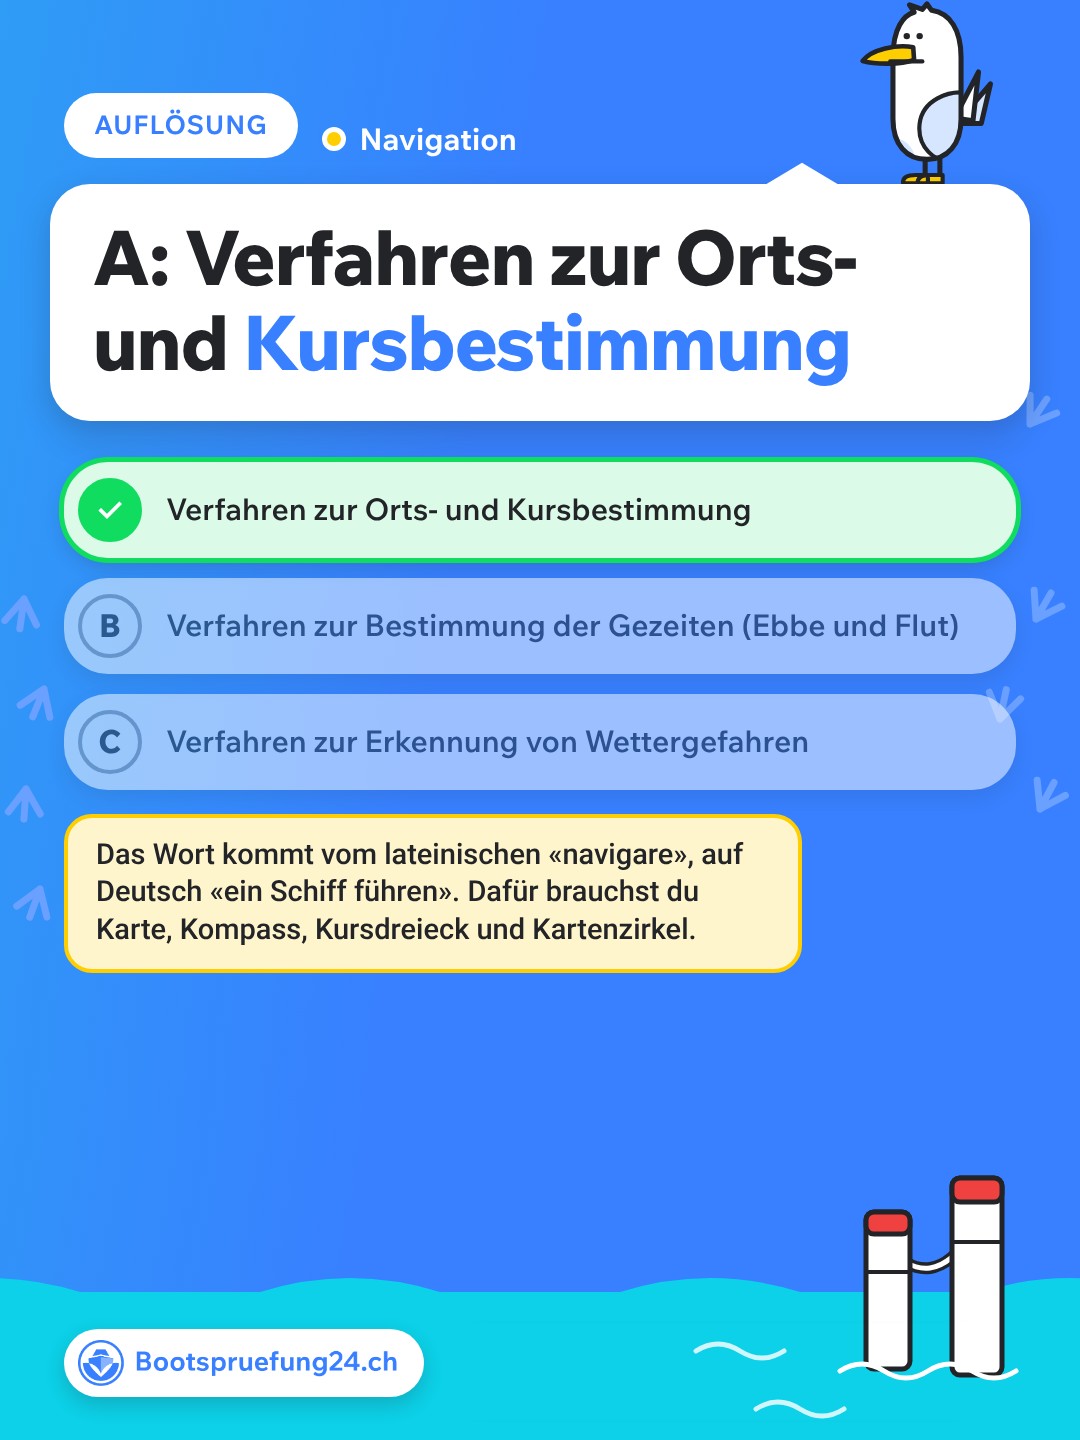 AUFLÖSUNG
Navigation
A: Verfahren zur Orts-
und Kursbestimmung
Verfahren zur Orts- und Kursbestimmung
B Verfahren zur Bestimmung der Gezeiten (Ebbe und Flut)
C Verfahren zur Erkennung von Wettergefahren
Das Wort kommt vom lateinischen «navigare», auf
Deutsch «ein Schiff führen». Dafür brauchst du
Karte, Kompass, Kursdreieck und Kartenzirkel.
Bootspruefung24.ch